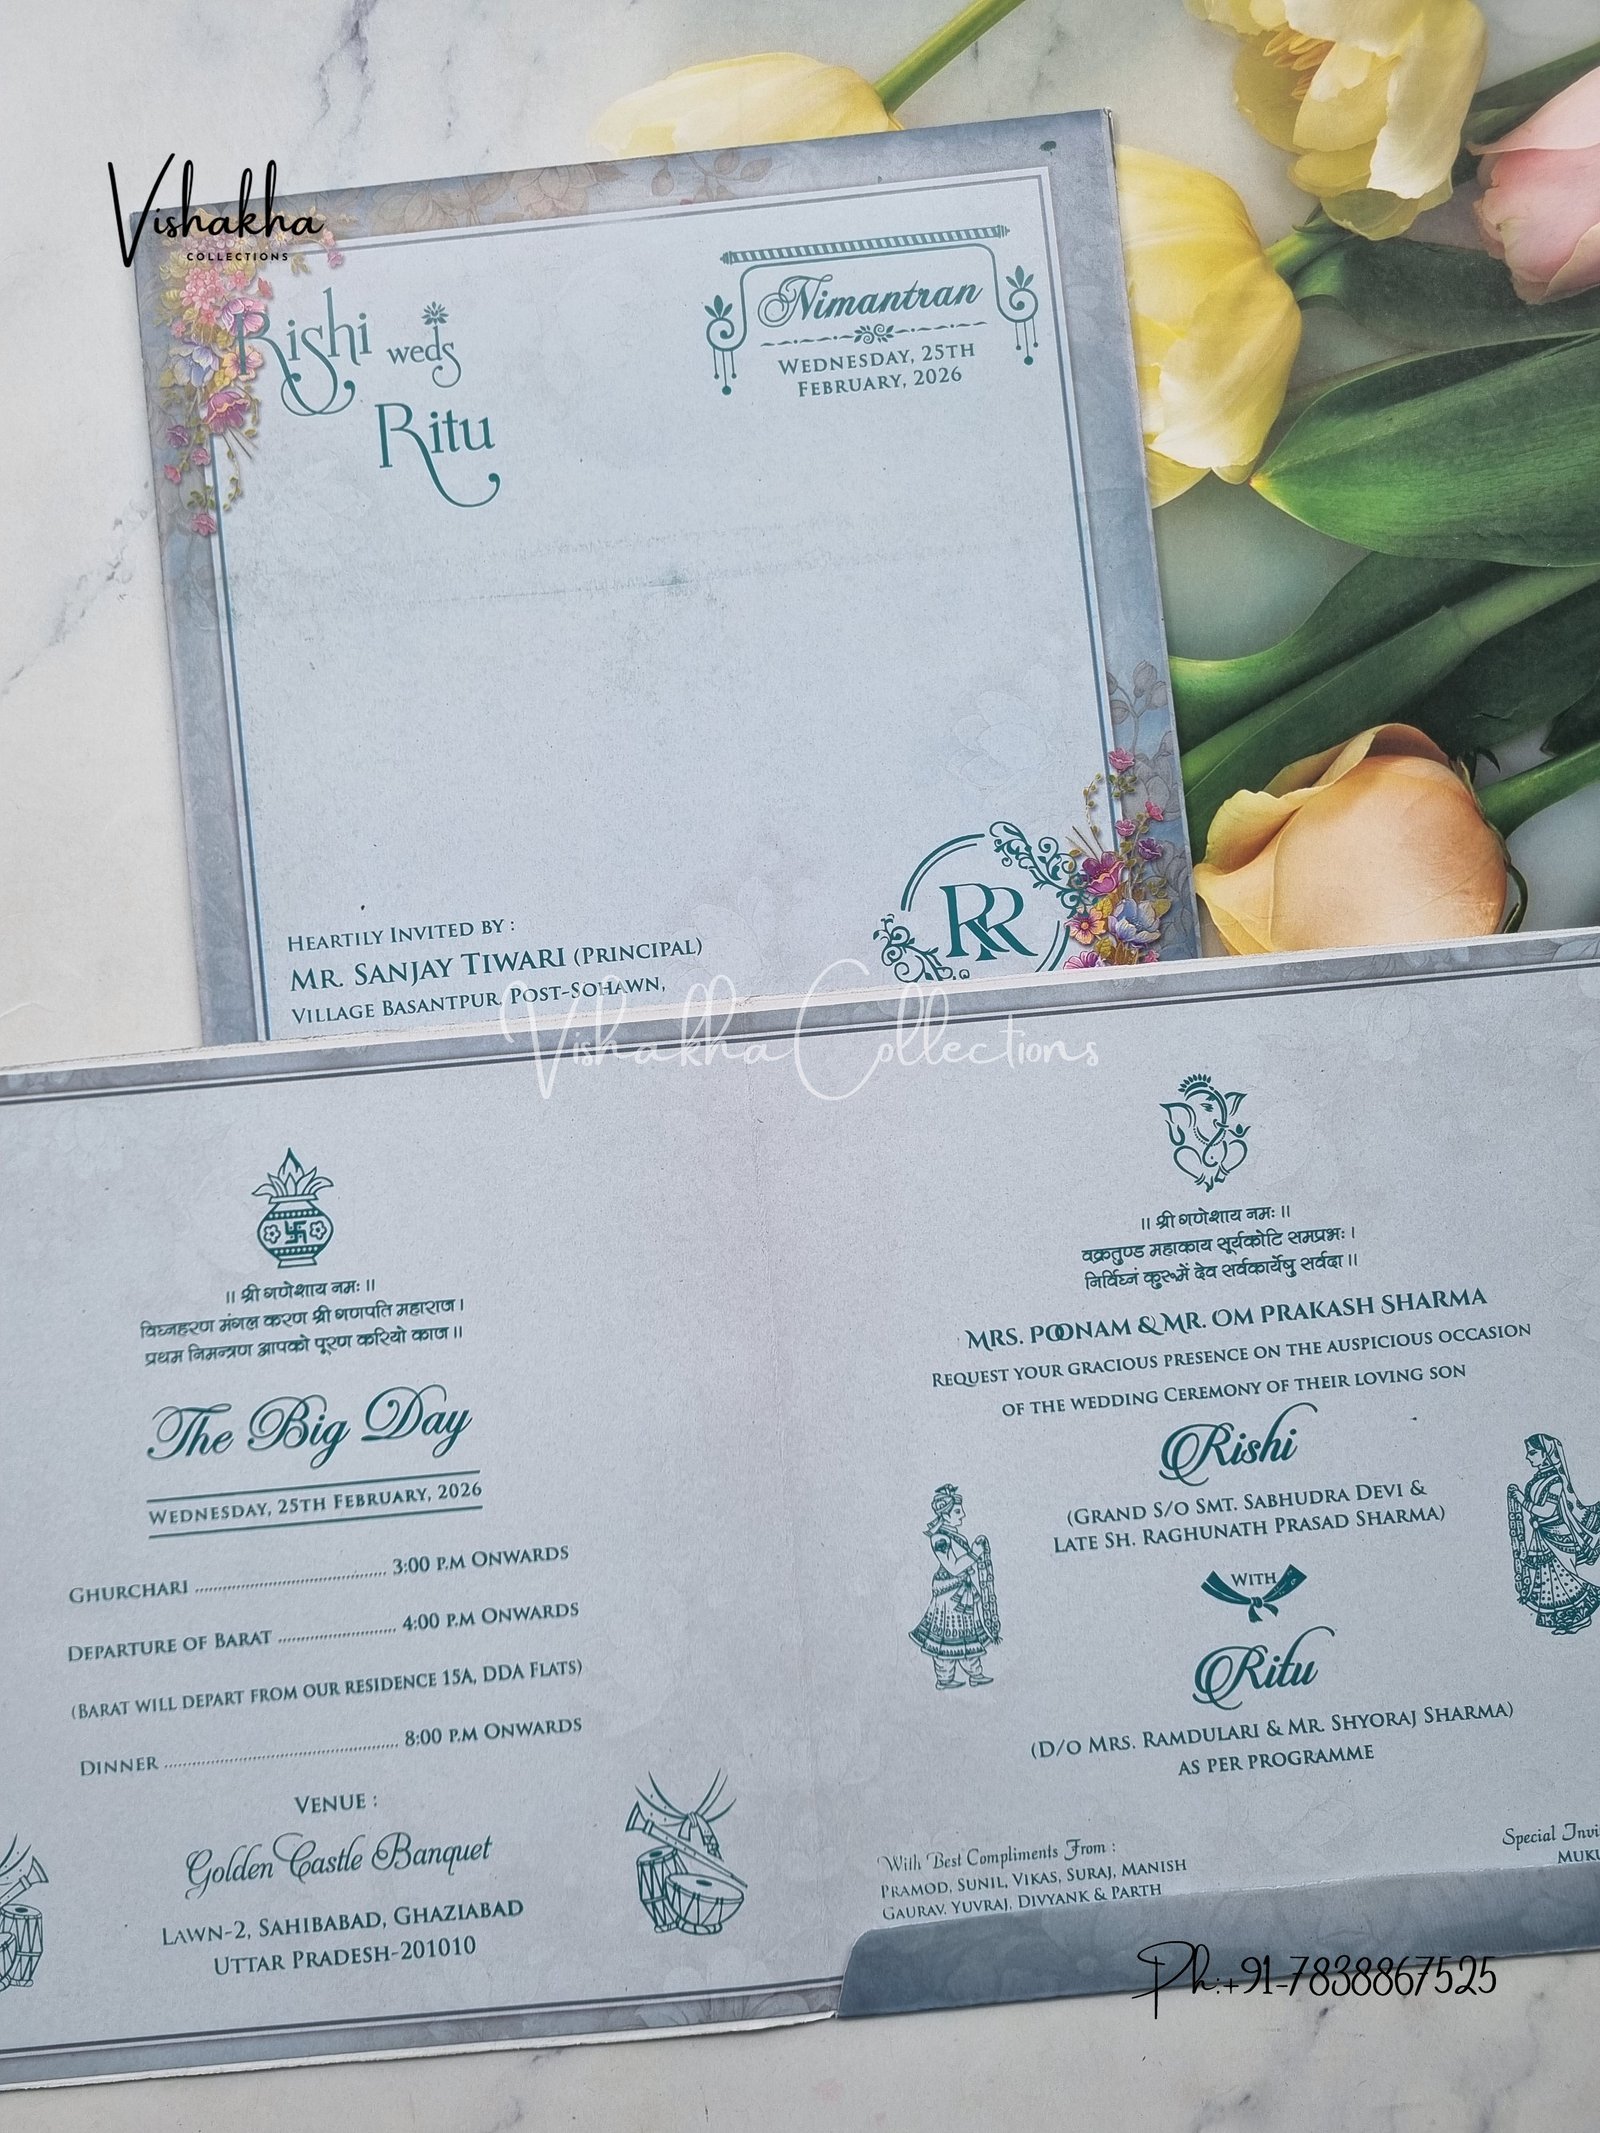 Vishakha
COLLECTIONS
Rishi weds
Ritu
Nimantran
WEDNESDAY, 25TH
FEBRUARY, 2026
HEARTILY INVITED BY :
MR. SANJAY TIWARI (PRINCIPAL)
VILLAGE BASANTPUR, POST-SOHAWN,
Vishakha Collections
।। श्री गणेशाय नमः ।।
विघ्नहरण मंगल करण श्री गणपति महाराज ।
प्रथम निमन्त्रण आपको पूरण करियो काज ।।
The Big Day
WEDNESDAY, 25TH FEBRUARY, 2026
GHURCHARI ........................................ 3:00 P.M ONWARDS
DEPARTURE OF BARAT ........................ 4:00 P.M ONWARDS
(BARAT WILL DEPART FROM OUR RESIDENCE 15A, DDA FLATS)
DINNER ................................................ 8:00 P.M ONWARDS
VENUE :
Golden Castle Banquet
LAWN-2, SAHIBABAD, GHAZIABAD
UTTAR PRADESH-201010
।। श्री गणेशाय नमः ।।
वक्रतुण्ड महाकाय सूर्यकोटि समप्रभः ।
निर्विघ्नं कुरूमें देव सर्वकार्येषु सर्वदा ।।
MRS. POONAM & MR. OM PRAKASH SHARMA
REQUEST YOUR GRACIOUS PRESENCE ON THE AUSPICIOUS OCCASION
OF THE WEDDING CEREMONY OF THEIR LOVING SON
Rishi
(GRAND S/O SMT. SABHUDRA DEVI &
LATE SH. RAGHUNATH PRASAD SHARMA)
WITH
Ritu
(D/O MRS. RAMDULARI & MR. SHYORAJ SHARMA)
AS PER PROGRAMME
With Best Compliments From :
PRAMOD, SUNIL, VIKAS, SURAJ, MANISH
GAURAV, YUVRAJ, DIVYANK & PARTH
Special
Ph:+91-7838867525